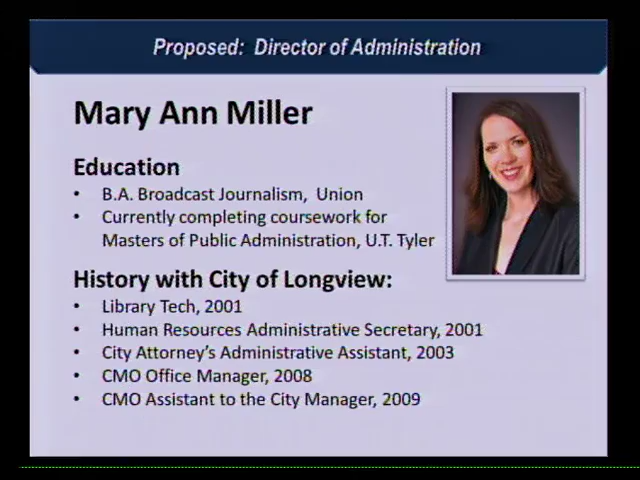 Proposed: Director of Administration
Mary Ann Miller
Education
• B.A. Broadcast Journalism, Union
• Currently completing coursework for
Masters of Public Administration, U.T. Tyler
History with City of Longview:
• Library Tech, 2001
• Human Resources Administrative Secretary, 2001
• City Attorney's Administrative Assistant, 2003
• CMO Office Manager, 2008
• CMO Assistant to the City Manager, 2009